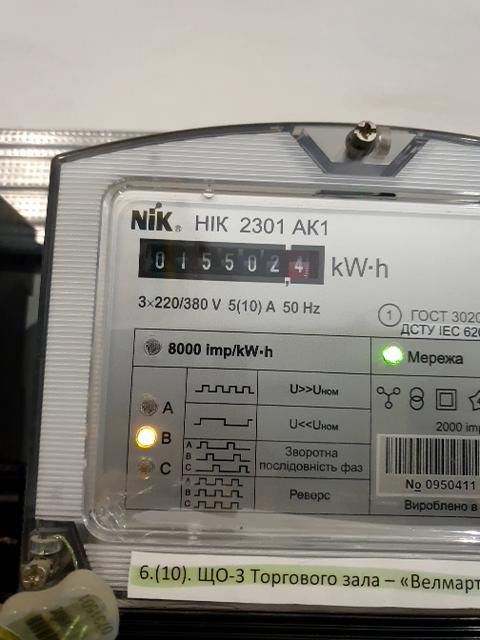 NiK® НІК 2301 АК1
015502,4 kW·h
3×220/380 V 5(10) A 50 Hz
1 ГОСТ 3020
ДСТУ IEC 620
8000 imp/kW·h
Мережа
U>>Uном
A
B
U<<Uном
2000 imp
C
A
B
C
Зворотна
послідовність фаз
A
B
C
Реверс
№ 0950411
Вироблено в
6.(10). ЩО-3 Торгового зала – «Велмарт